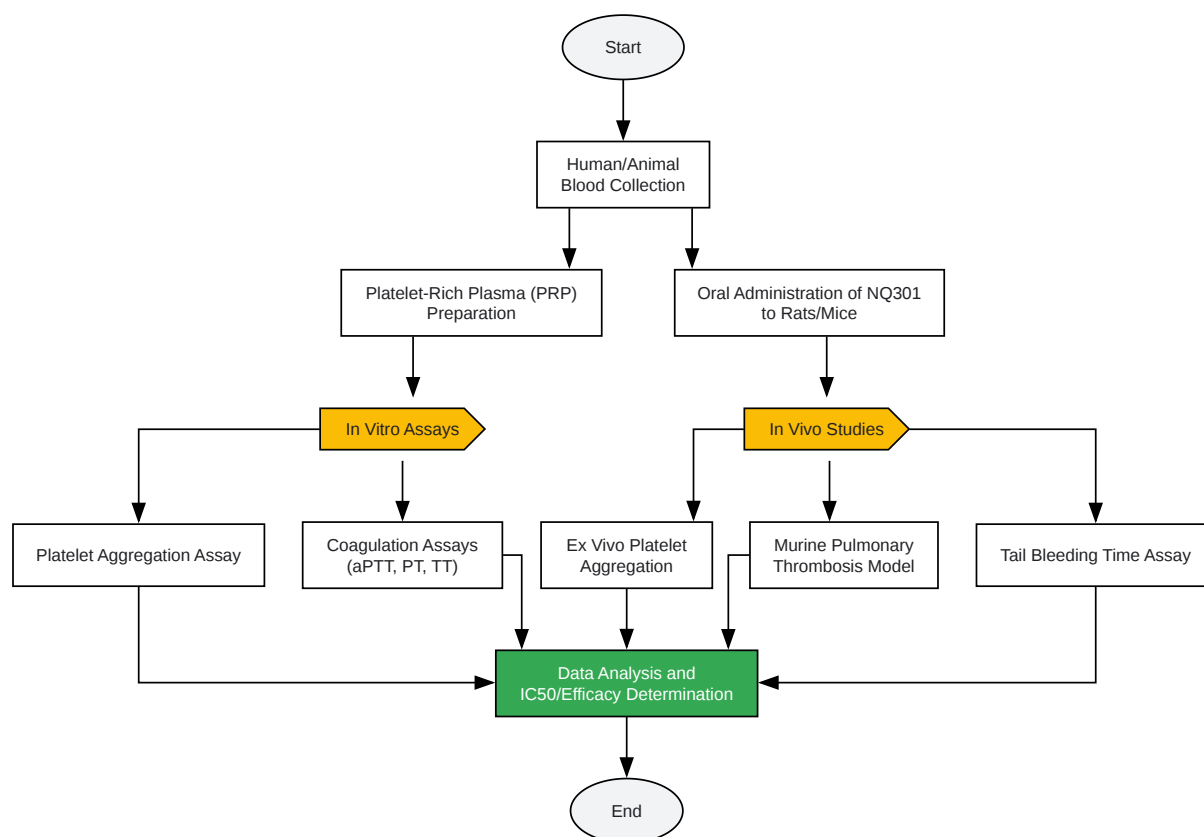 Start
Human/Animal
Blood Collection
Platelet-Rich Plasma (PRP)
Preparation
Oral Administration of NQ301
to Rats/Mice
In Vitro Assays
In Vivo Studies
Platelet Aggregation Assay
Coagulation Assays
(aPTT, PT, TT)
Ex Vivo Platelet
Aggregation
Murine Pulmonary
Thrombosis Model
Tail Bleeding Time Assay
Data Analysis and
IC50/Efficacy Determination
End